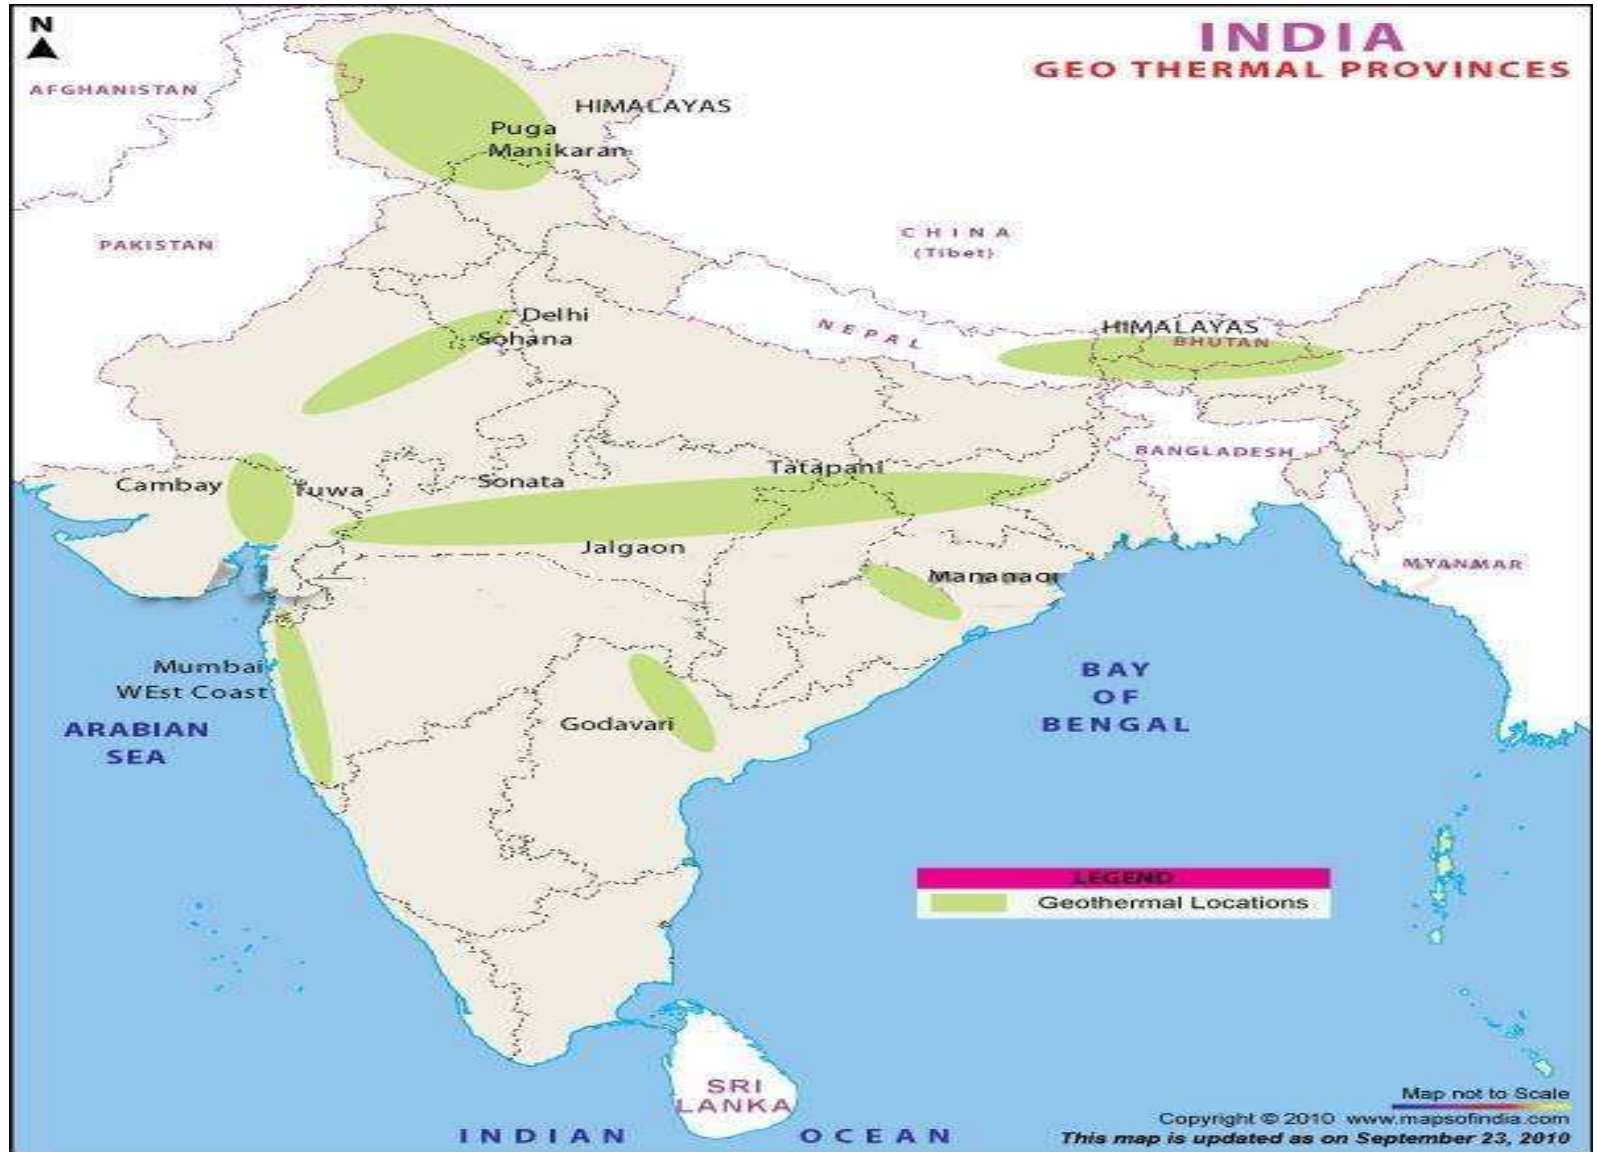 N
INDIA
GEO THERMAL PROVINCES
AFGHANISTAN
HIMALAYAS
Puga
Manikaran
PAKISTAN
CHINA
(Tibet)
Delhi
Sohana
NEPAL
HIMALAYAS
BHUTAN
BANGLADESH
Tatapani
Sonata
Cambay
Tuwa
Jalgaon
MYANMAR
Mumbai
WEst Coast
ARABIAN
SEA
Godavari
BAY
OF
BENGAL
LEGEND
Geothermal Locations
SRI
LANKA
INDIAN OCEAN
Map not to Scale
Copyright © 2010 www.mapsofindia.com
This map is updated as on September 23, 2010